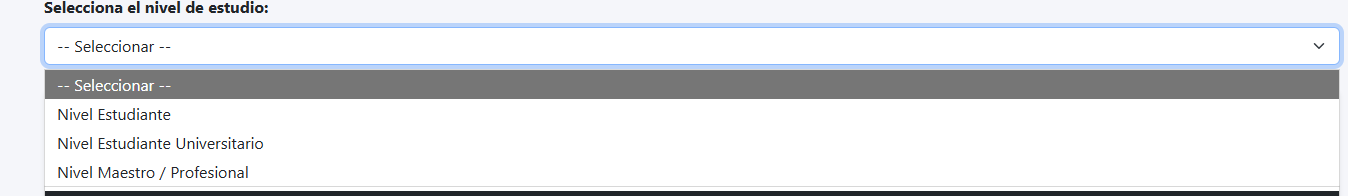 Selecciona el nivel de estudio:
-- Seleccionar --
-- Seleccionar --
Nivel Estudiante
Nivel Estudiante Universitario
Nivel Maestro / Profesional